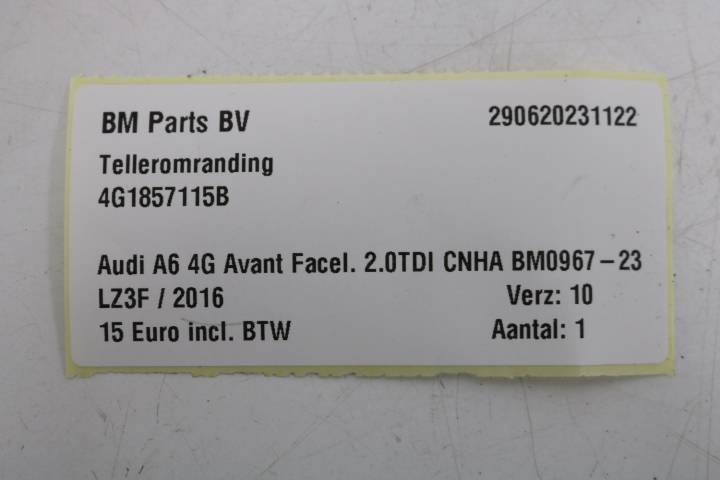 BM Parts BV 290620231122
Telleromranding
4G1857115B
Audi A6 4G Avant Facel. 2.0TDI CNHA BM0967-23
LZ3F / 2016 Verz: 10
15 Euro incl. BTW Aantal: 1